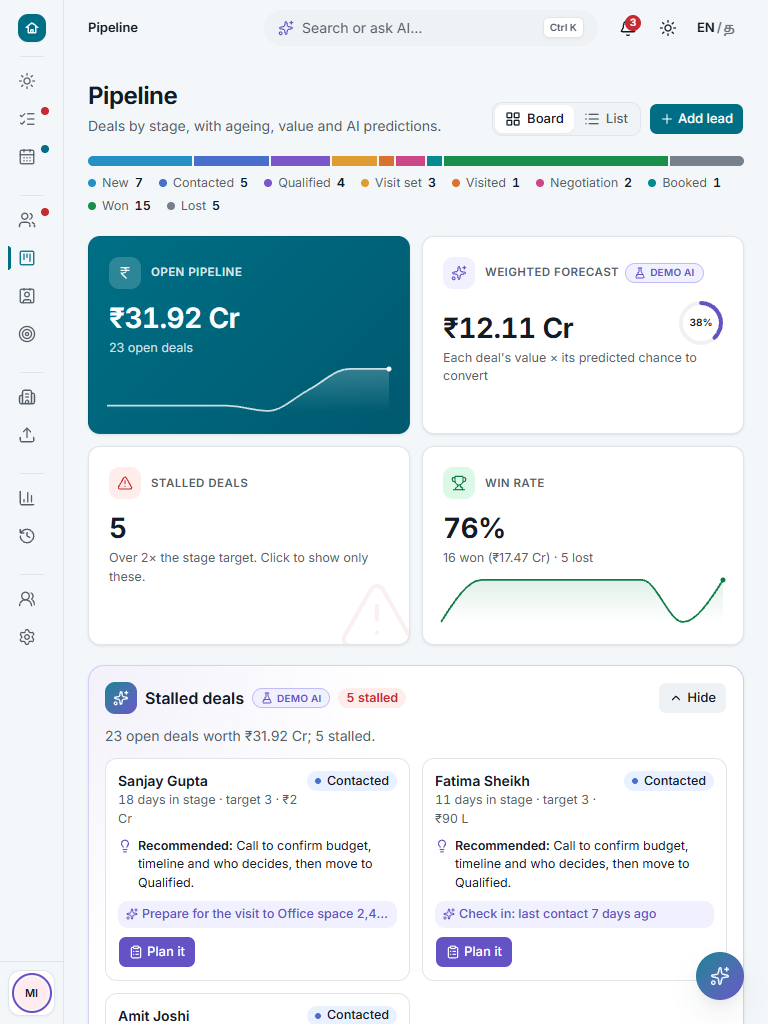 Pipeline
Search or ask AI...
Ctrl K
3
EN / த
Pipeline
Deals by stage, with ageing, value and AI predictions.
Board
List
+ Add lead
New 7
Contacted 5
Qualified 4
Visit set 3
Visited 1
Negotiation 2
Booked 1
Won 15
Lost 5
₹
OPEN PIPELINE
₹31.92 Cr
23 open deals
WEIGHTED FORECAST
DEMO AI
₹12.11 Cr
38%
Each deal's value × its predicted chance to
convert
STALLED DEALS
5
Over 2× the stage target. Click to show only
these.
WIN RATE
76%
16 won (₹17.47 Cr) · 5 lost
Stalled deals
DEMO AI
5 stalled
Hide
23 open deals worth ₹31.92 Cr; 5 stalled.
Sanjay Gupta
Contacted
18 days in stage · target 3 · ₹2
Cr
Recommended: Call to confirm budget,
timeline and who decides, then move to
Qualified.
Prepare for the visit to Office space 2,4...
Plan it
Fatima Sheikh
Contacted
11 days in stage · target 3 ·
₹90 L
Recommended: Call to confirm budget,
timeline and who decides, then move to
Qualified.
Check in: last contact 7 days ago
Plan it
Amit Joshi
Contacted
MI